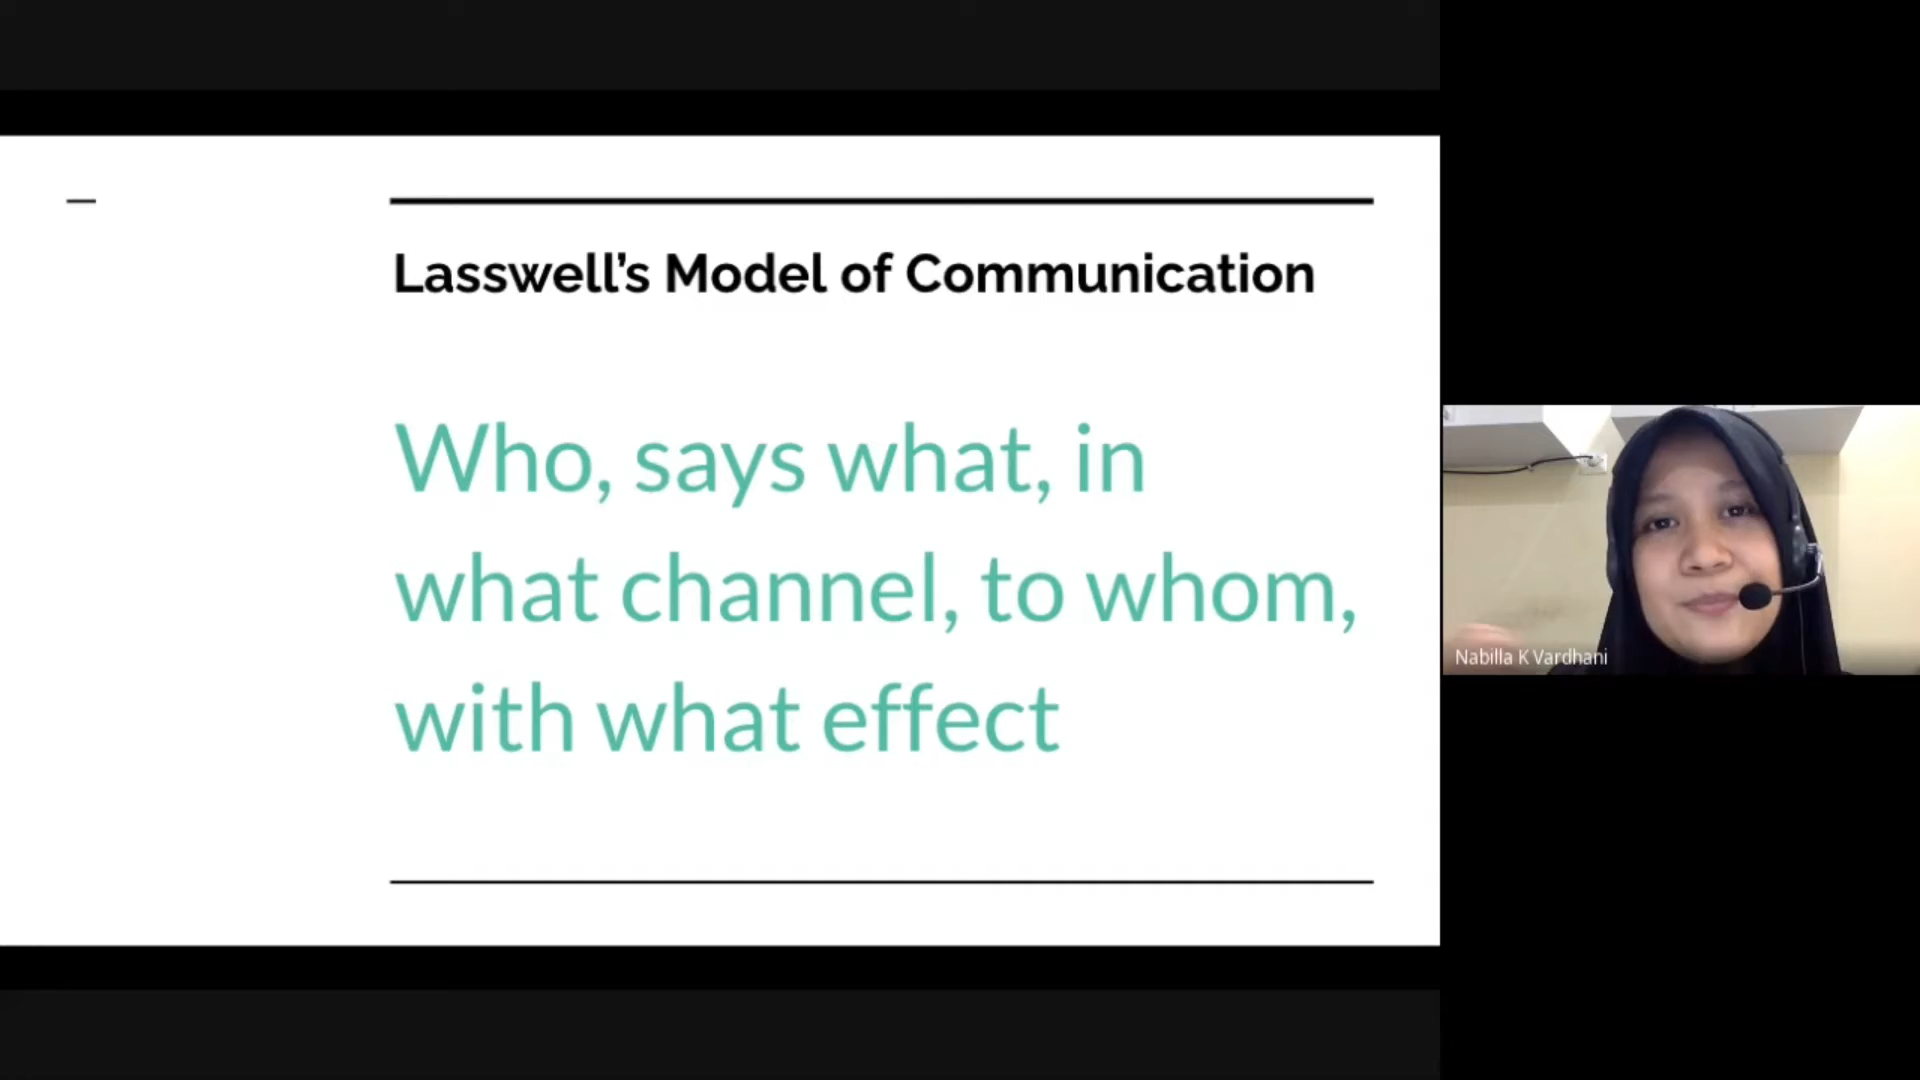 Lasswell’s Model of Communication
Who, says what, in
what channel, to whom,
with what effect
Nabilla K Vardhani